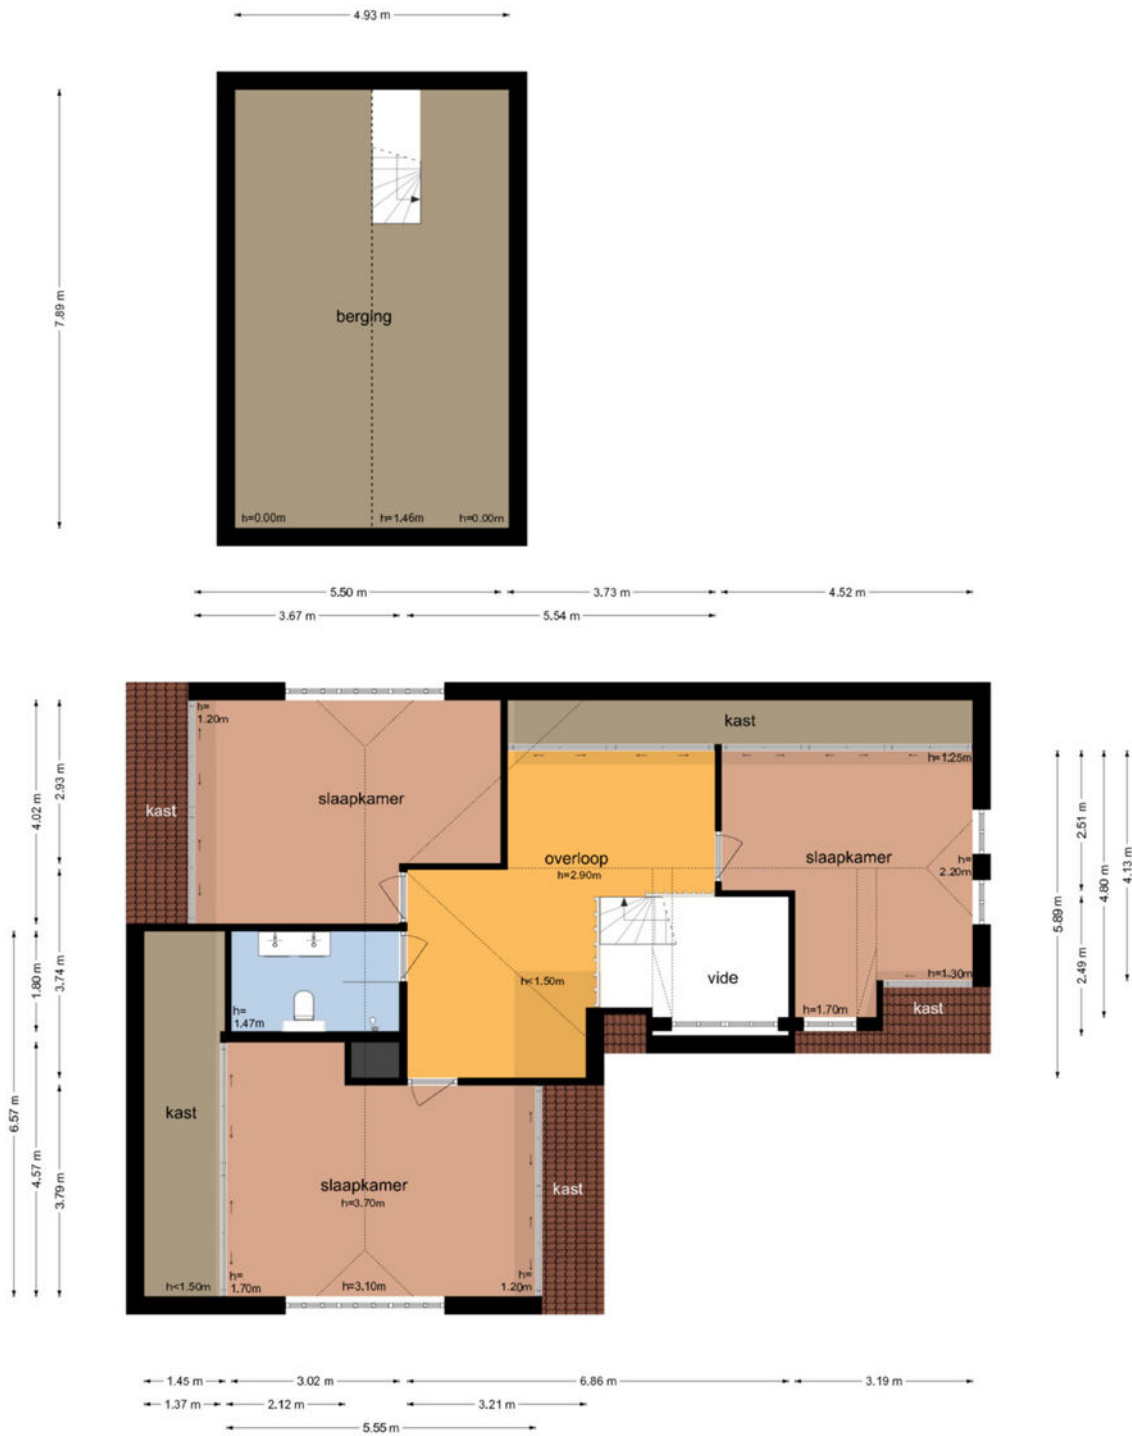 4.93 m
7.89 m
berging
h=0.00m
h=1.46m
h=0.00m
5.50 m
3.73 m
4.52 m
3.67 m
5.54 m
h=
1.20m
kast
h=1.25m
kast
slaapkamer
overloop
h=2.90m
slaapkamer
h=
2.20m
4.02 m
2.93 m
2.51 m
4.13 m
4.80 m
5.89 m
2.49 m
1.80 m
3.74 m
h<1.50m
vide
h=1.30m
h=
1.47m
h=1.70m
kast
kast
6.57 m
4.57 m
3.79 m
slaapkamer
h=3.70m
kast
h<1.50m
h=
1.70m
h=3.10m
h=
1.20m
1.45 m
3.02 m
6.86 m
3.19 m
1.37 m
2.12 m
3.21 m
5.55 m